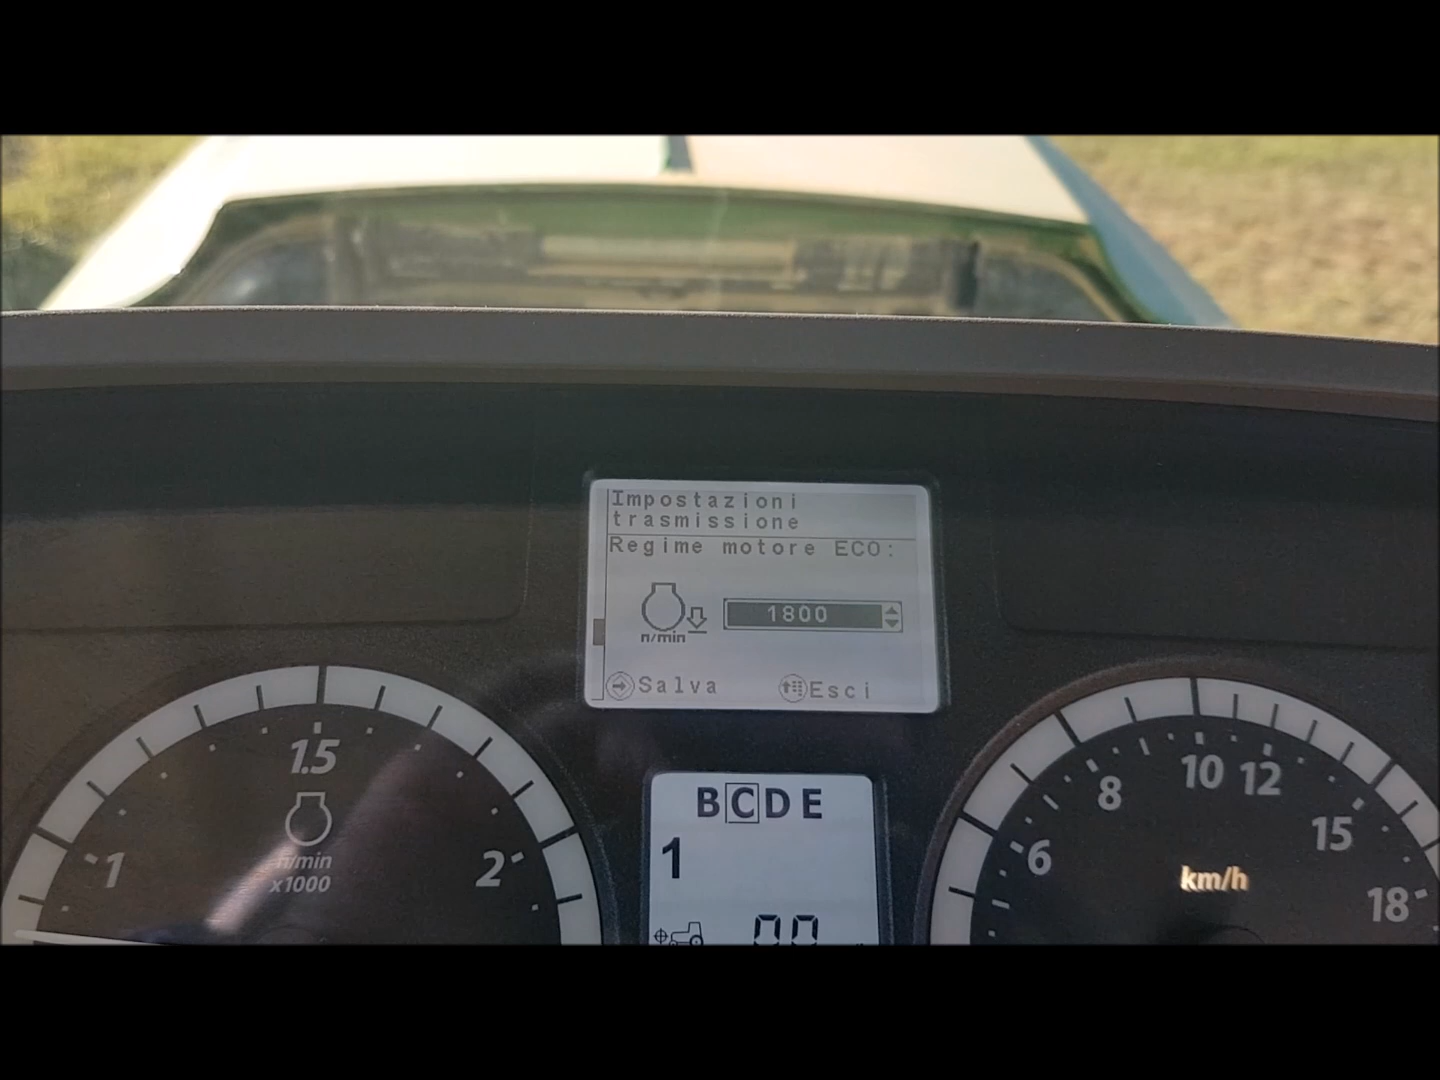 Impostazioni
trasmissione
Regime motore ECO:
1800
n/min
Salva
Esci
B C D E
1
1
1.5
2
n/min
x1000
6
8
10
12
15
18
km/h